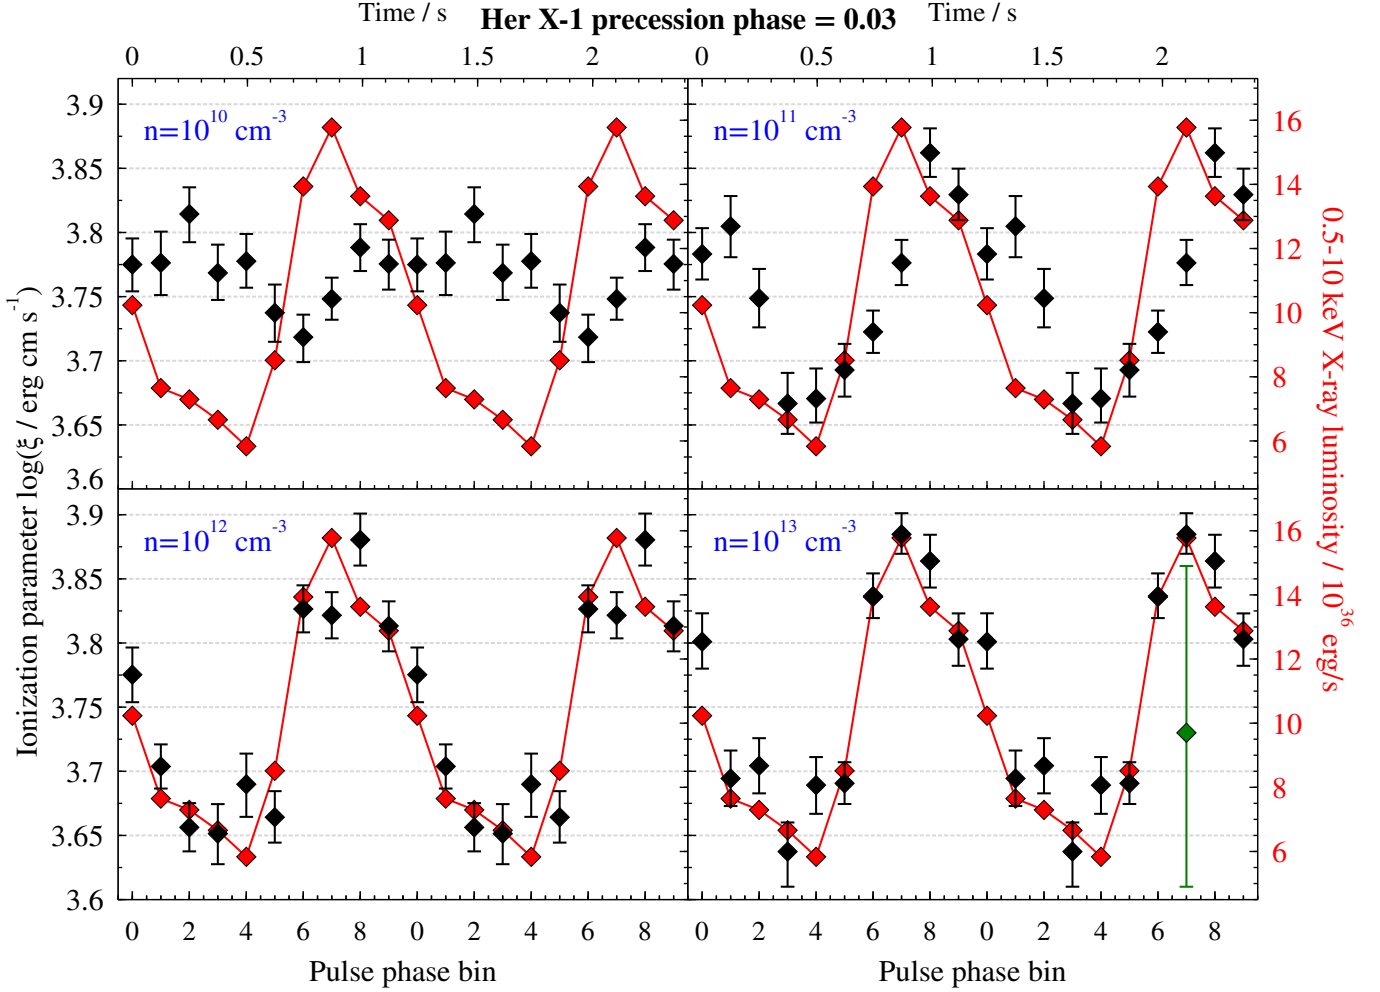 Time / s Her X-1 precession phase = 0.03 Time / s
0 0.5 1 1.5 2 0 0.5 1 1.5 2
3.9 n=10^10 cm^-3 n=10^11 cm^-3 16
3.85 14
3.8 12
3.75 10
3.7 8
3.65 6
3.6
3.9 n=10^12 cm^-3 n=10^13 cm^-3 16
3.85 14
3.8 12
3.75 10
3.7 8
3.65 6
3.6
0 2 4 6 8 0 2 4 6 8 0 2 4 6 8 0 2 4 6 8
Pulse phase bin Pulse phase bin
Ionization parameter log(ξ / erg cm s^-1)
0.5-10 keV X-ray luminosity / 10^36 erg/s